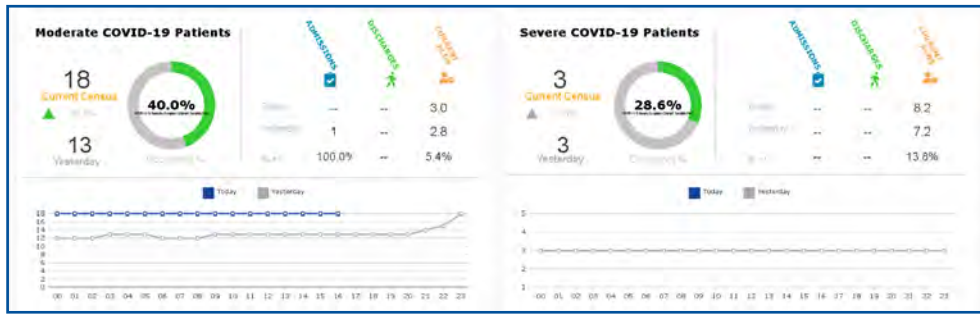 Moderate COVID-19 Patients
ADMISSIONS
DISCHARGES
18
Current Census
13
Yesterday
40.0%
Occupancy %
-- -- 3.0
Yesterday 1 -- 2.8
100.0% -- 5.4%
Today Yesterday
18
16
14
12
10
8
6
4
2
0
00 01 02 03 04 05 06 07 08 09 10 11 12 13 14 15 16 17 18 19 20 21 22 23
Severe COVID-19 Patients
ADMISSIONS
DISCHARGES
3
Current Census
3
Yesterday
28.6%
Occupancy %
-- -- 8.2
Yesterday -- -- 7.2
-- -- 13.8%
Today Yesterday
5
4
3
2
1
00 01 02 03 04 05 06 07 08 09 10 11 12 13 14 15 16 17 18 19 20 21 22 23